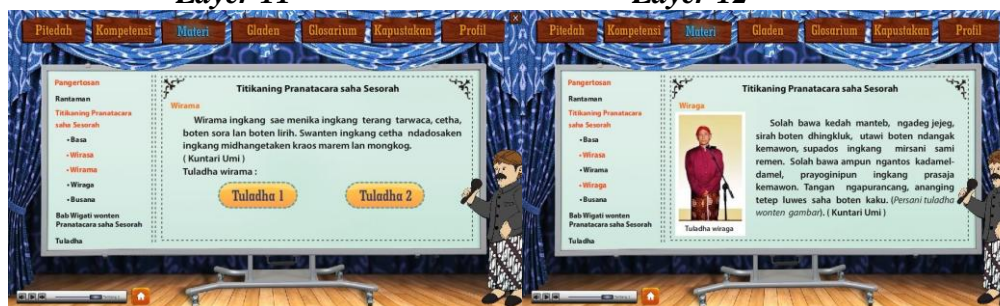 Layer 11
Layer 12
Pitedah Kompetensi Materi Gladen Glosarium Kapustakan Profil
Pangertosan
Rantaman
Titikaning Pranatacara
saha Sesorah
• Basa
• Wirasa
• Wirama
• Wiraga
• Busana
Bab Wigati wonten
Pranatacara saha Sesorah
Tuladha
Titikaning Pranatacara saha Sesorah
Wirama
Wirama ingkang sae menika ingkang terang tarwaca, cetha,
boten sora lan boten lirih. Swanten ingkang cetha ndadosaken
ingkang midhangetaken kraos marem lan mongkog.
( Kuntari Umi )
Tuladha wirama :
Tuladha 1 Tuladha 2
Pitedah Kompetensi Materi Gladen Glosarium Kapustakan Profil
Pangertosan
Rantaman
Titikaning Pranatacara
saha Sesorah
• Basa
• Wirasa
• Wirama
• Wiraga
• Busana
Bab Wigati wonten
Pranatacara saha Sesorah
Tuladha
Titikaning Pranatacara saha Sesorah
Wiraga
Tuladha wiraga
Solah bawa kedah manteb, ngadeg jejeg,
sirah boten dhingkluk, utawi boten ndangak
kemawon, supados ingkang mirsani sami
remen. Solah bawa ampun ngantos kadamel-
damel, prayoginipun ingkang prasaja
kemawon. Tangan ngapurancang, ananging
tetep luwes saha boten kaku. (Persani tuladha
wonten gambar). ( Kuntari Umi )